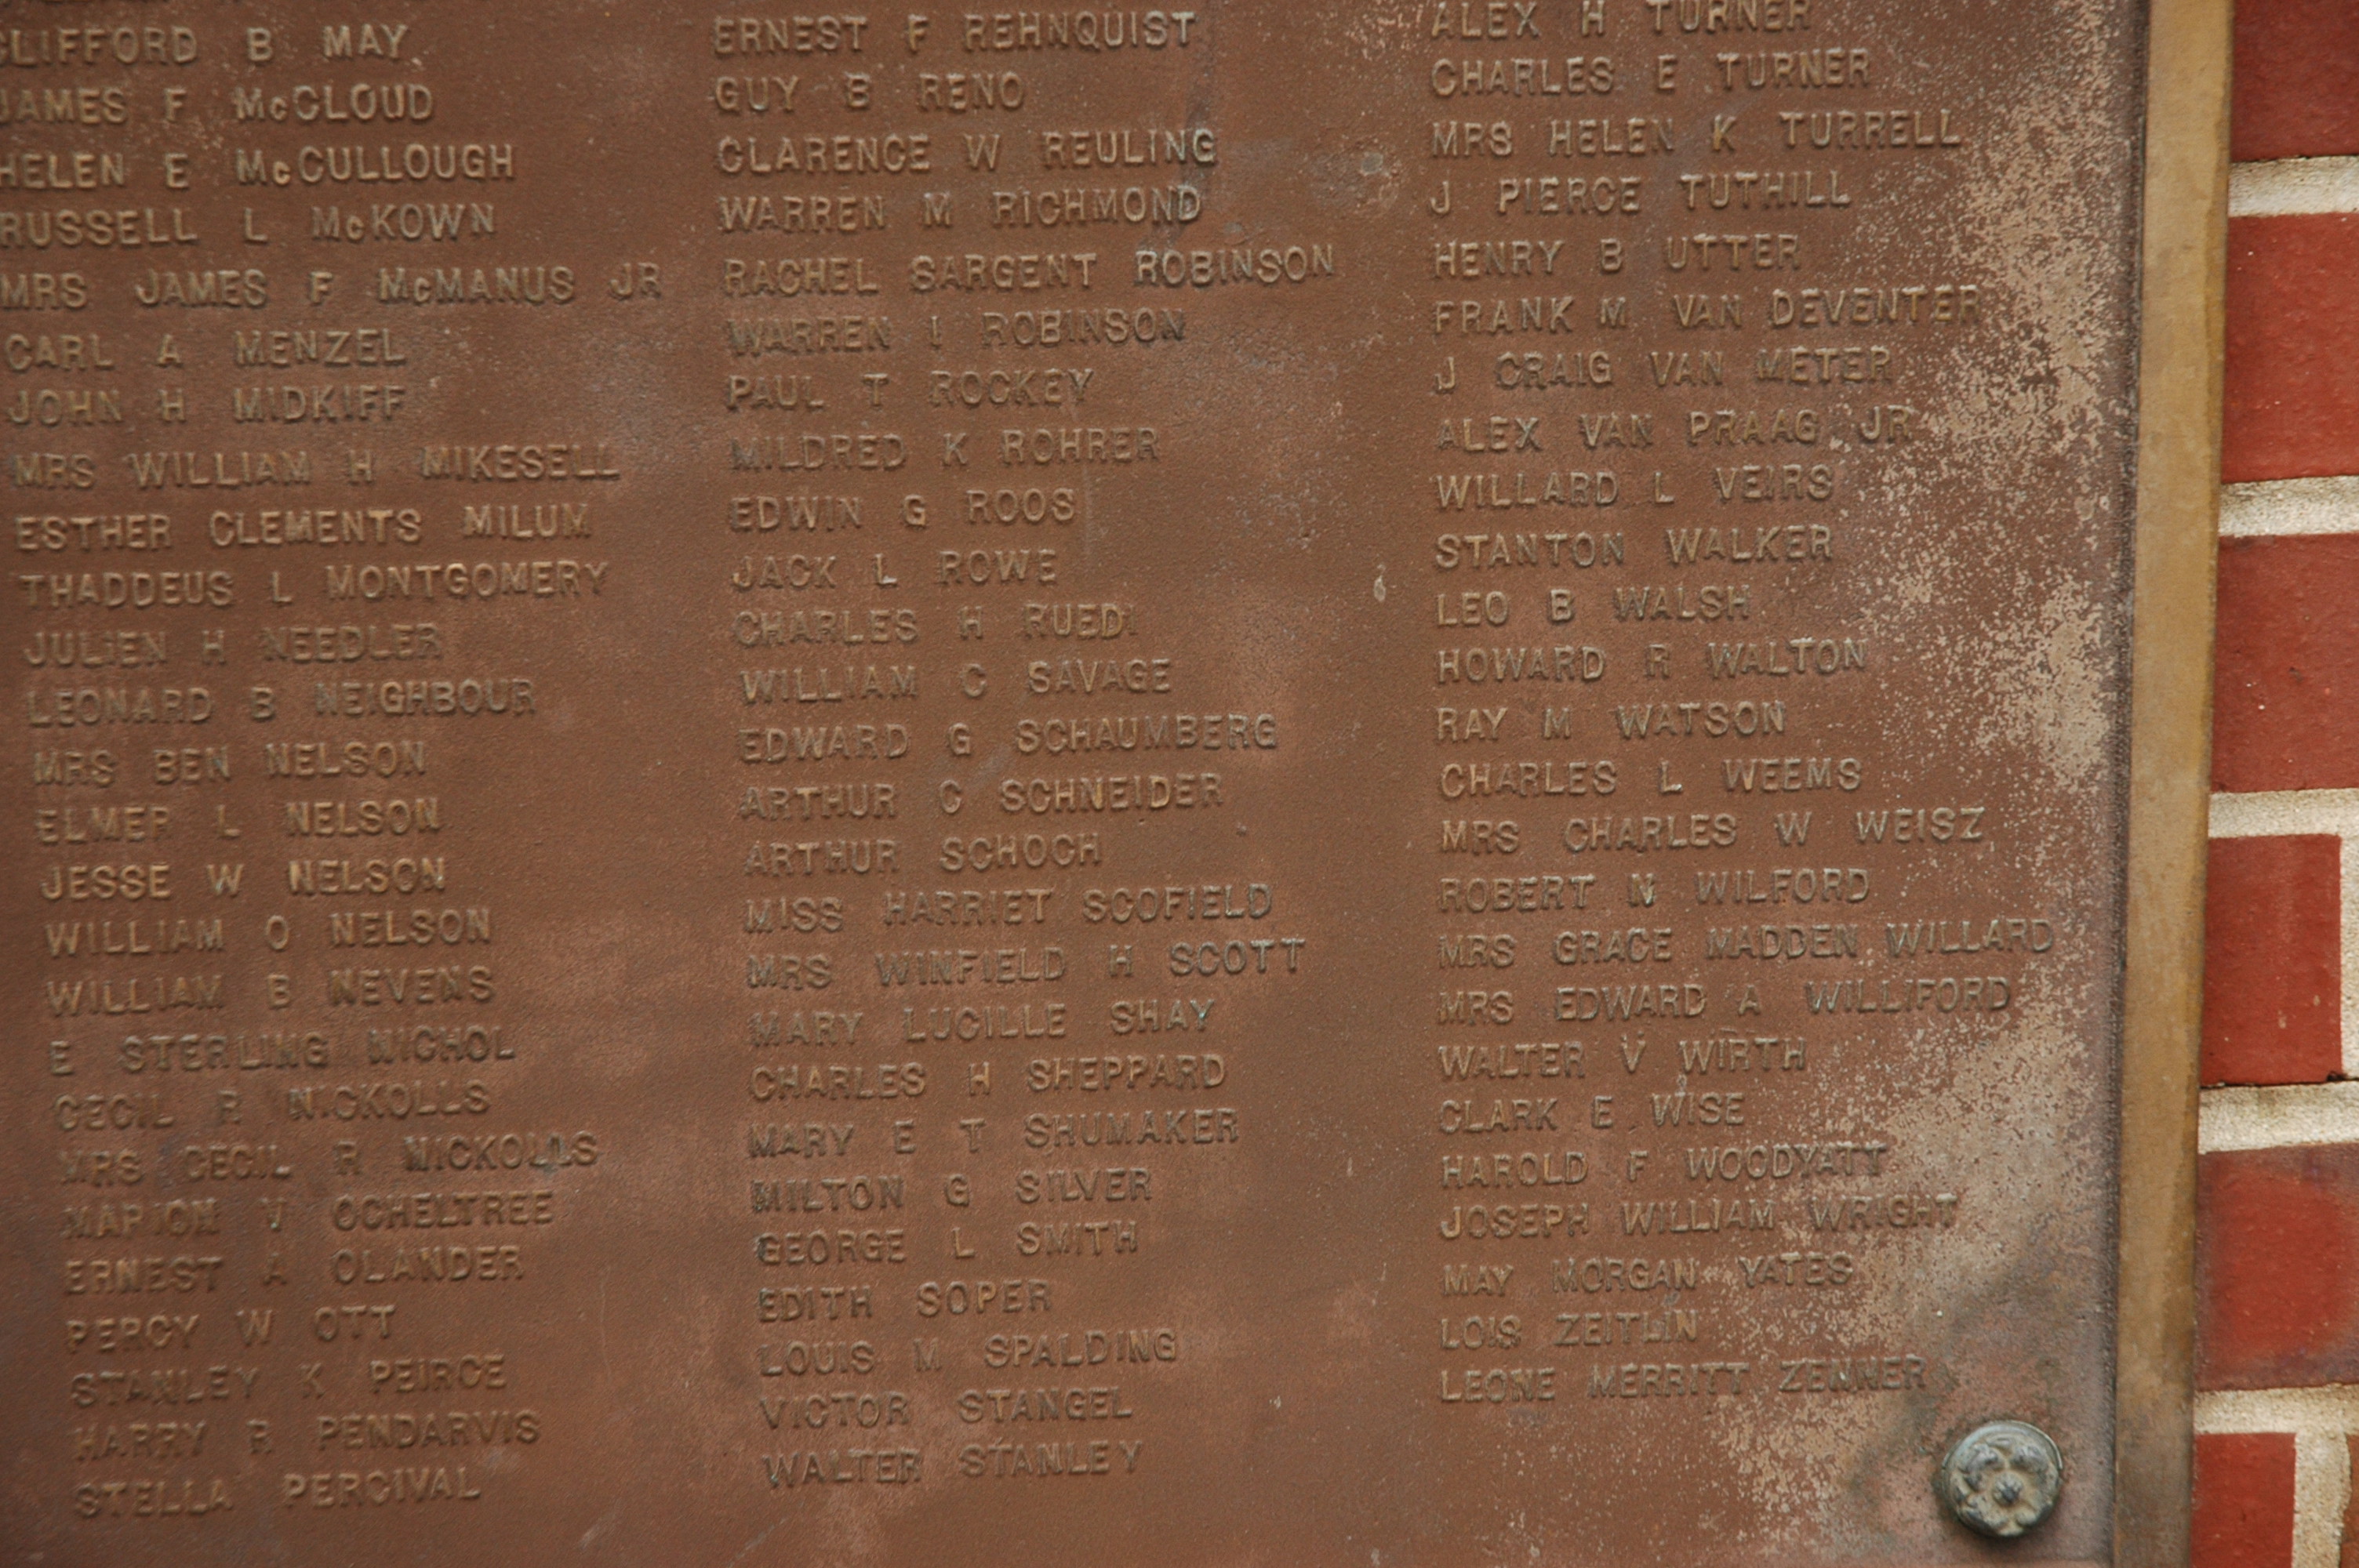 CLIFFORD B MAY
JAMES F McCLOUD
HELEN E McCULLOUGH
RUSSELL L McKOWN
MRS JAMES F McMANUS JR
CARL A MENZEL
JOHN H MIDKIFF
MRS WILLIAM H MIKESELL
ESTHER CLEMENTS MILUM
THADDEUS L MONTGOMERY
JULIEN H NEEDLER
LEONARD B NEIGHBOUR
MRS BEN NELSON
ELMER L NELSON
JESSE W NELSON
WILLIAM O NELSON
WILLIAM B NEVENS
E STERLING NICHOL
CECIL R NICKOLLS
MRS CECIL R NICKOLLS
MARION V OCHELTREE
ERNEST A OLANDER
PERCY W OTT
STANLEY K PEIRCE
HARRY R PENDARVIS
STELLA PERCIVAL
ERNEST F REHNQUIST
GUY B RENO
CLARENCE W REULING
WARREN M RICHMOND
RACHEL SARGENT ROBINSON
WARREN I ROBINSON
PAUL T ROCKEY
MILDRED K ROHRER
EDWIN G ROOS
JACK L ROWE
CHARLES H RUEDI
WILLIAM C SAVAGE
EDWARD G SCHAUMBERG
ARTHUR C SCHNEIDER
ARTHUR SCHOCH
MISS HARRIET SCOFIELD
MRS WINFIELD H SCOTT
MARY LUCILLE SHAY
CHARLES H SHEPPARD
MARY E T SHUMAKER
MILTON G SILVER
GEORGE L SMITH
EDITH SOPER
LOUIS M SPALDING
VICTOR STANGEL
WALTER STANLEY
ALEX H TURNER
CHARLES E TURNER
MRS HELEN K TURRELL
J PIERCE TUTHILL
HENRY B UTTER
FRANK M VAN DEVENTER
J CRAIG VAN METER
ALEX VAN PRAAG JR
WILLARD L VEIRS
STANTON WALKER
LEO B WALSH
HOWARD R WALTON
RAY M WATSON
CHARLES L WEEMS
MRS CHARLES W WEISZ
ROBERT N WILFORD
MRS GRACE MADDEN WILLARD
MRS EDWARD A WILLIFORD
WALTER V WIRTH
CLARK E WISE
HAROLD F WOODYATT
JOSEPH WILLIAM WRIGHT
MAY MORGAN YATES
LOIS ZEITLIN
LEONE MERRITT ZENNER